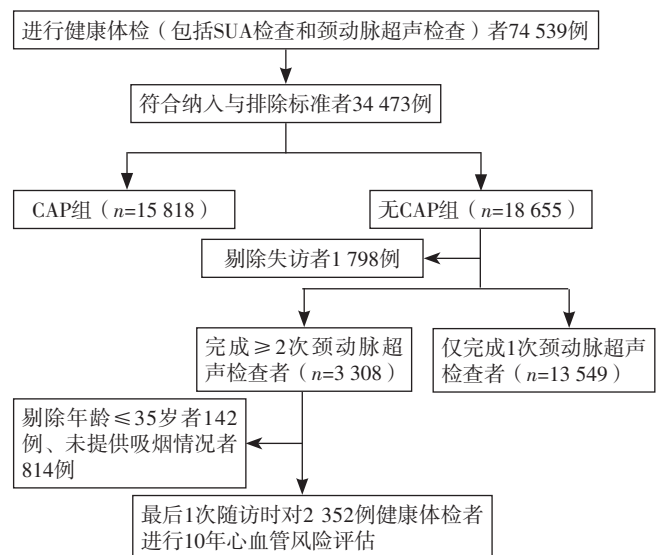 进行健康体检（包括SUA检查和颈动脉超声检查）者74 539例
符合纳入与排除标准者34 473例
CAP组（n=15 818）
无CAP组（n=18 655）
剔除失访者1 798例
完成≥2次颈动脉超
声检查者（n=3 308）
仅完成1次颈动脉超声
检查者（n=13 549）
剔除年龄≤35岁者142
例、未提供吸烟情况者
814例
最后1次随访时对2 352例健康体检者
进行10年心血管风险评估